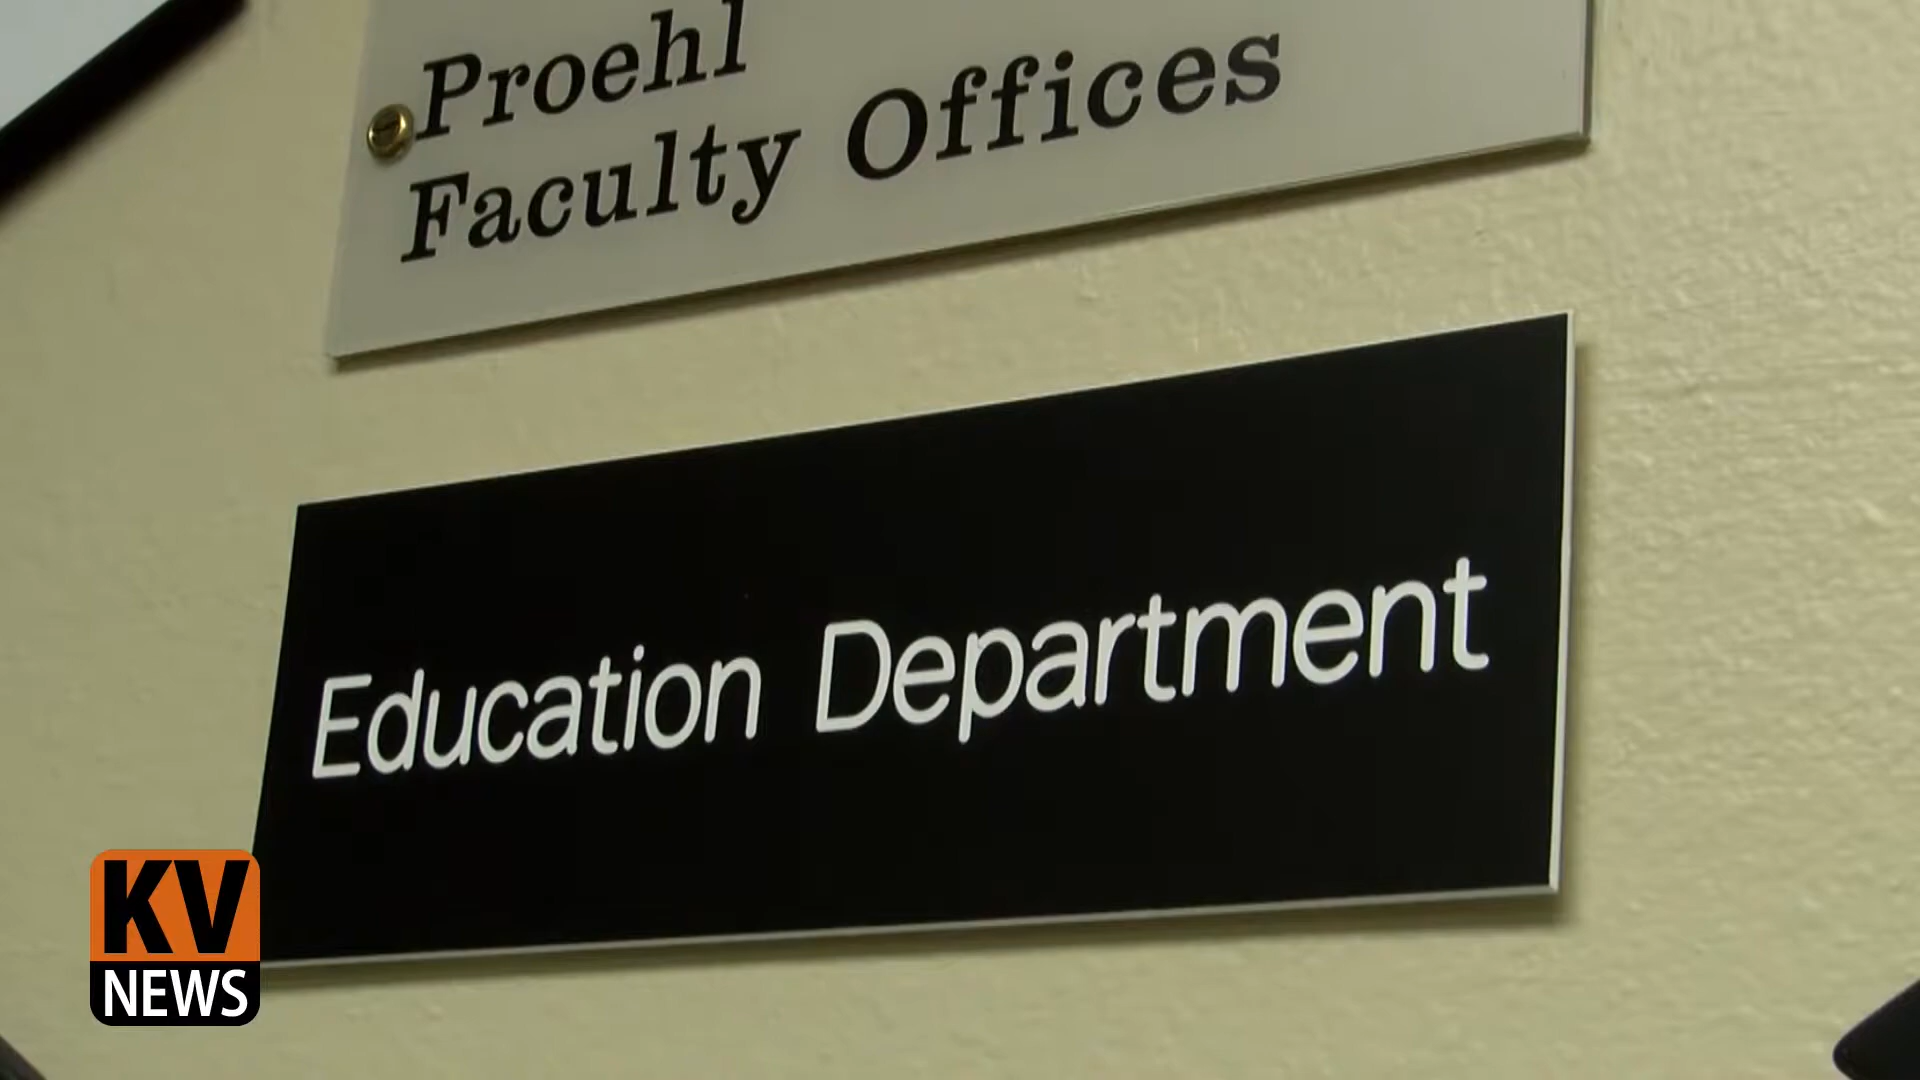 Proehl
Faculty Offices
Education Department
KV
NEWS